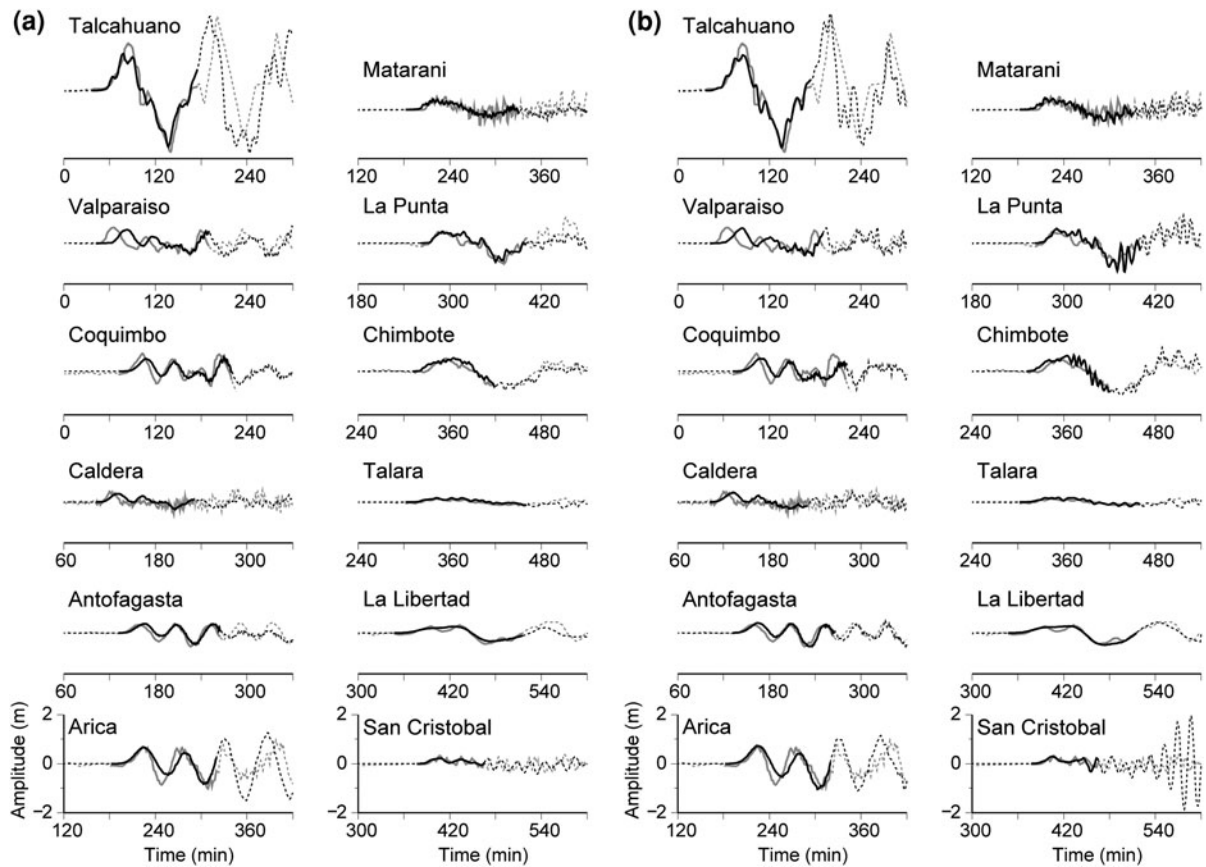 (a)
Talcahuano
0 120 240
Matarani
120 240 360
Valparaiso
0 120 240
La Punta
180 300 420
Coquimbo
0 120 240
Chimbote
240 360 480
Caldera
60 180 300
Talara
240 360 480
Antofagasta
60 180 300
La Libertad
300 420 540
Arica
Amplitude (m)
2
0
−2
120 240 360
Time (min)
San Cristobal
2
0
−2
300 420 540
Time (min)
(b)
Talcahuano
0 120 240
Matarani
120 240 360
Valparaiso
0 120 240
La Punta
180 300 420
Coquimbo
0 120 240
Chimbote
240 360 480
Caldera
60 180 300
Talara
240 360 480
Antofagasta
60 180 300
La Libertad
300 420 540
Arica
Amplitude (m)
2
0
−2
120 240 360
Time (min)
San Cristobal
2
0
−2
300 420 540
Time (min)